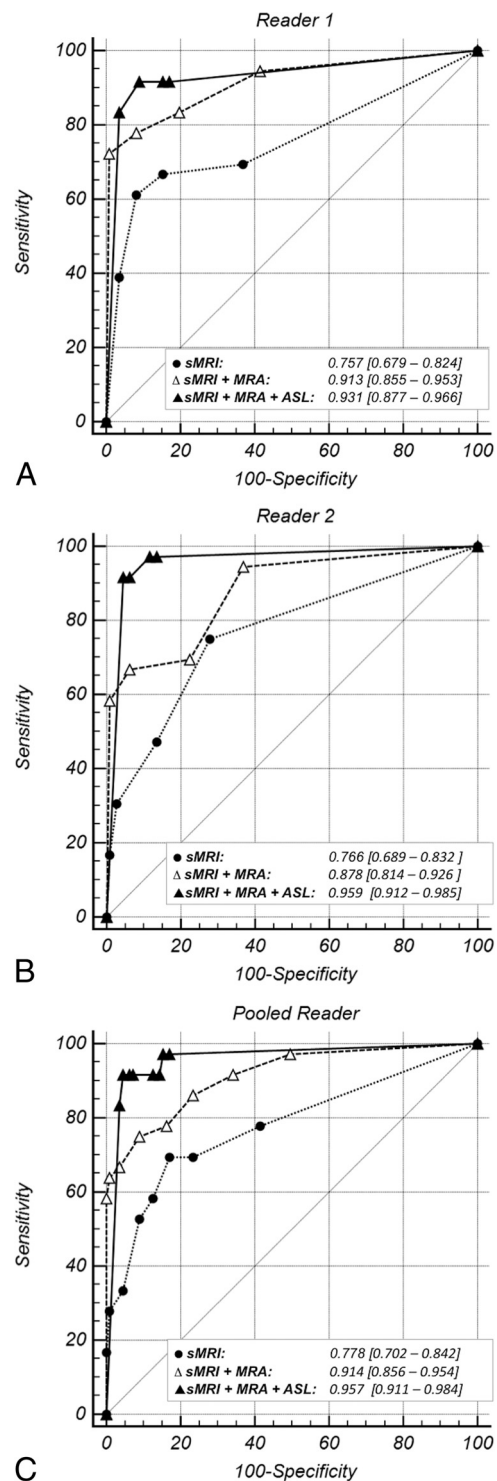 Reader 1
100
80
60
40
20
0
Sensitivity
sMRI: 0.757 [0.679 – 0.824]
sMRI + MRA: 0.913 [0.855 – 0.953]
sMRI + MRA + ASL: 0.931 [0.877 – 0.966]
0 20 40 60 80 100
100-Specificity
A
Reader 2
100
80
60
40
20
0
Sensitivity
sMRI: 0.766 [0.689 – 0.832 ]
sMRI + MRA: 0.878 [0.814 – 0.926 ]
sMRI + MRA + ASL: 0.959 [0.912 – 0.985]
0 20 40 60 80 100
100-Specificity
B
Pooled Reader
100
80
60
40
20
0
Sensitivity
sMRI: 0.778 [0.702 – 0.842]
sMRI + MRA: 0.914 [0.856 – 0.954]
sMRI + MRA + ASL: 0.957 [0.911 – 0.984]
0 20 40 60 80 100
100-Specificity
C